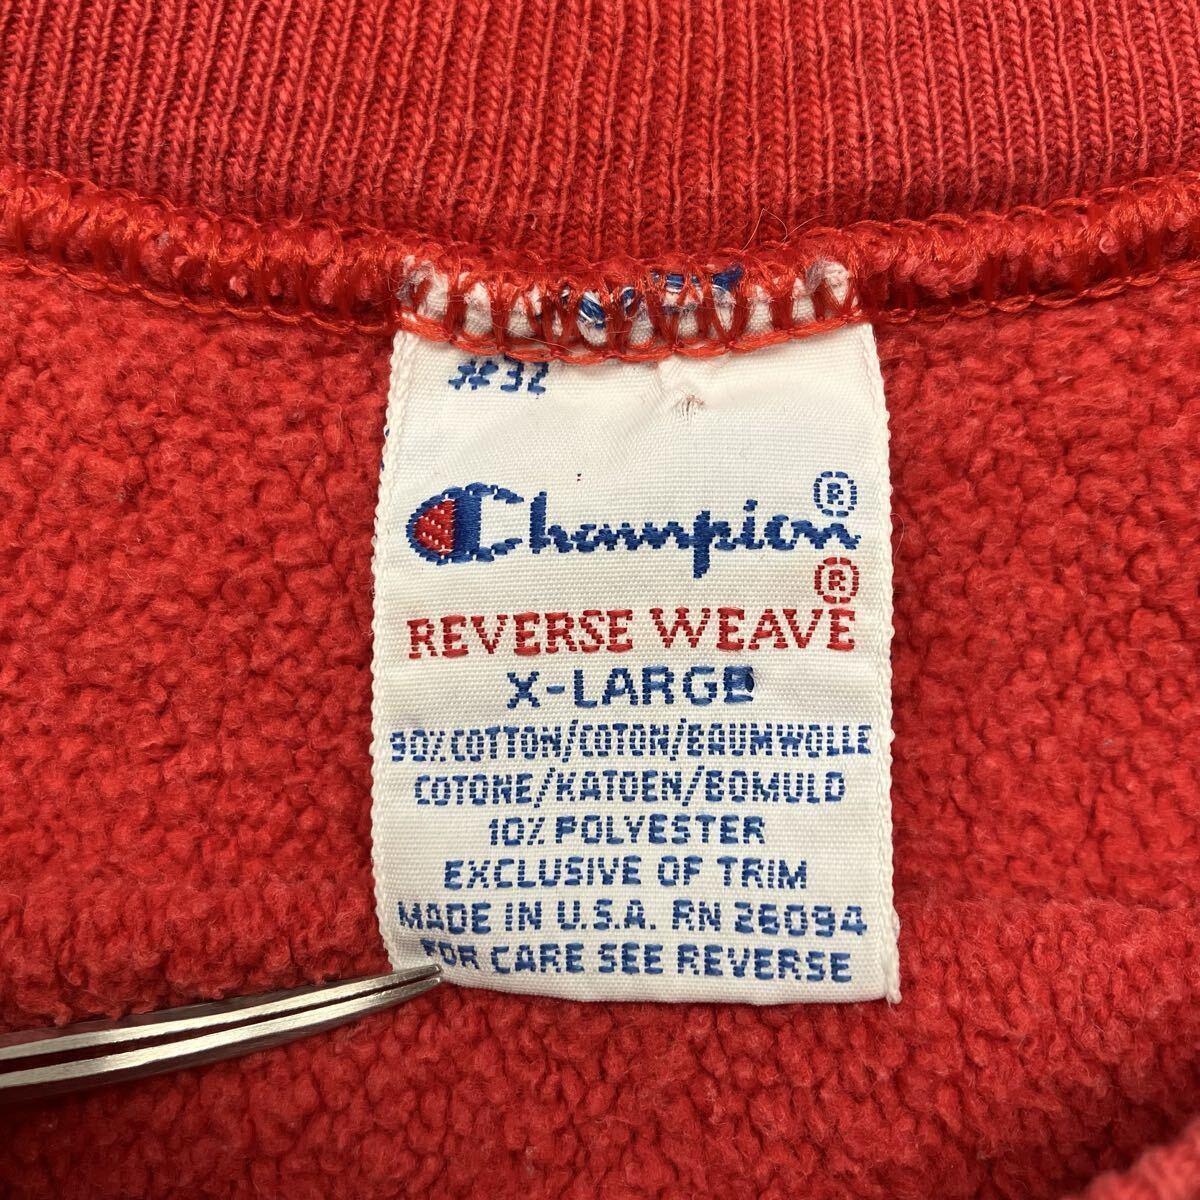 #32
Champion®
REVERSE WEAVE®
X-LARGE
90% COTTON/COTON/BAUMWOLLE
COTONE/KATOEN/BOMULD
10% POLYESTER
EXCLUSIVE OF TRIM
MADE IN U.S.A. RN 26094
FOR CARE SEE REVERSE